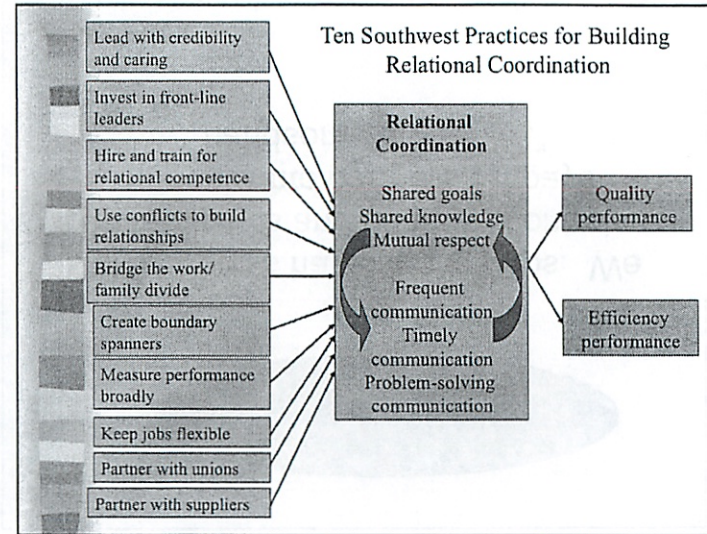 Ten Southwest Practices for Building
Relational Coordination
Lead with credibility
and caring
Invest in front-line
leaders
Hire and train for
relational competence
Use conflicts to build
relationships
Bridge the work/
family divide
Create boundary
spanners
Measure performance
broadly
Keep jobs flexible
Partner with unions
Partner with suppliers
Relational
Coordination
Shared goals
Shared knowledge
Mutual respect
Frequent
communication
Timely
communication
Problem-solving
communication
Quality
performance
Efficiency
performance